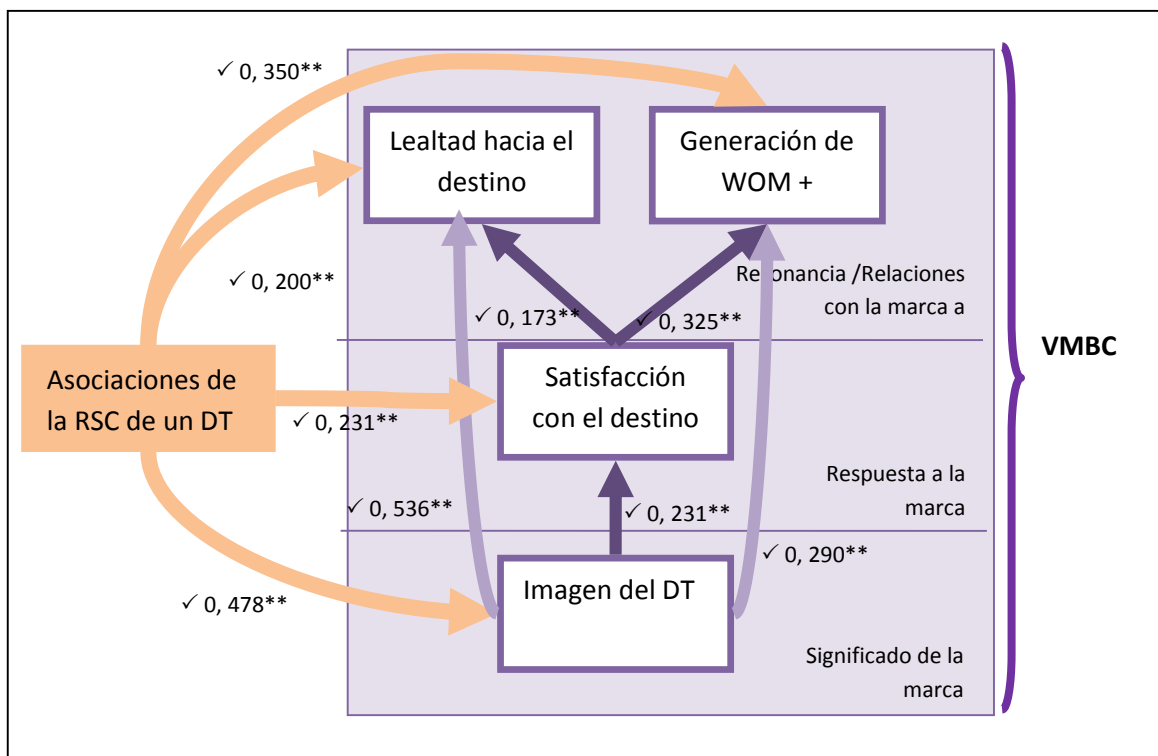 ✓ 0, 350**
Lealtad hacia el
destino
Generación de
WOM +
✓ 0, 200**
Resonancia /Relaciones
con la marca a
✓ 0, 173**
✓ 0, 325**
VMBC
Asociaciones de
la RSC de un DT
Satisfacción
con el destino
✓ 0, 231**
Respuesta a la
marca
✓ 0, 536**
✓ 0, 231**
✓ 0, 290**
Imagen del DT
✓ 0, 478**
Significado de la
marca